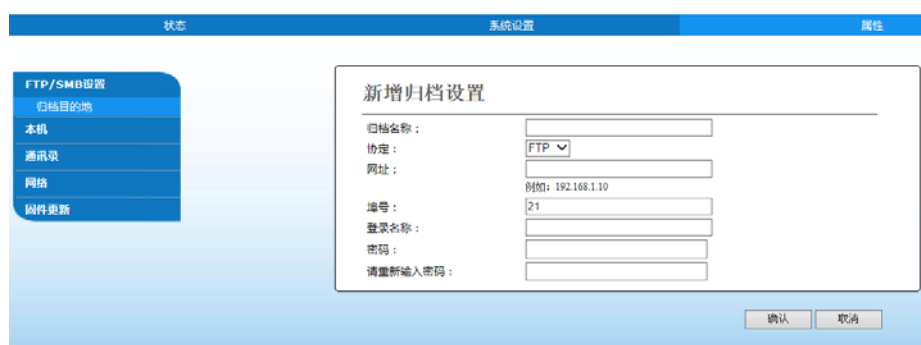 状态 系统设置 属性
FTP/SMB设置
归档目的地
本机
通讯录
网络
固件更新
新增归档设置
归档名称：
协定： FTP
网址：
例如：192.168.1.10
埠号： 21
登录名称：
密码：
请重新输入密码：
确认 取消